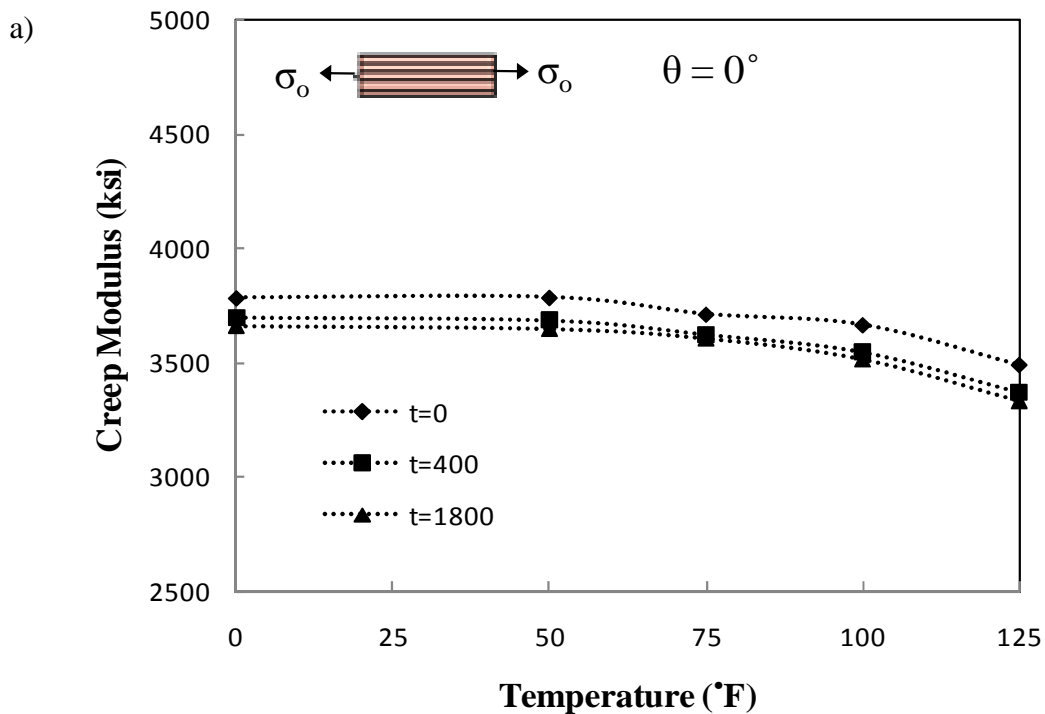 a)
5000
4500
4000
3500
3000
2500
Creep Modulus (ksi)
σo σo θ = 0°
t=0
t=400
t=1800
0 25 50 75 100 125
Temperature (°F)